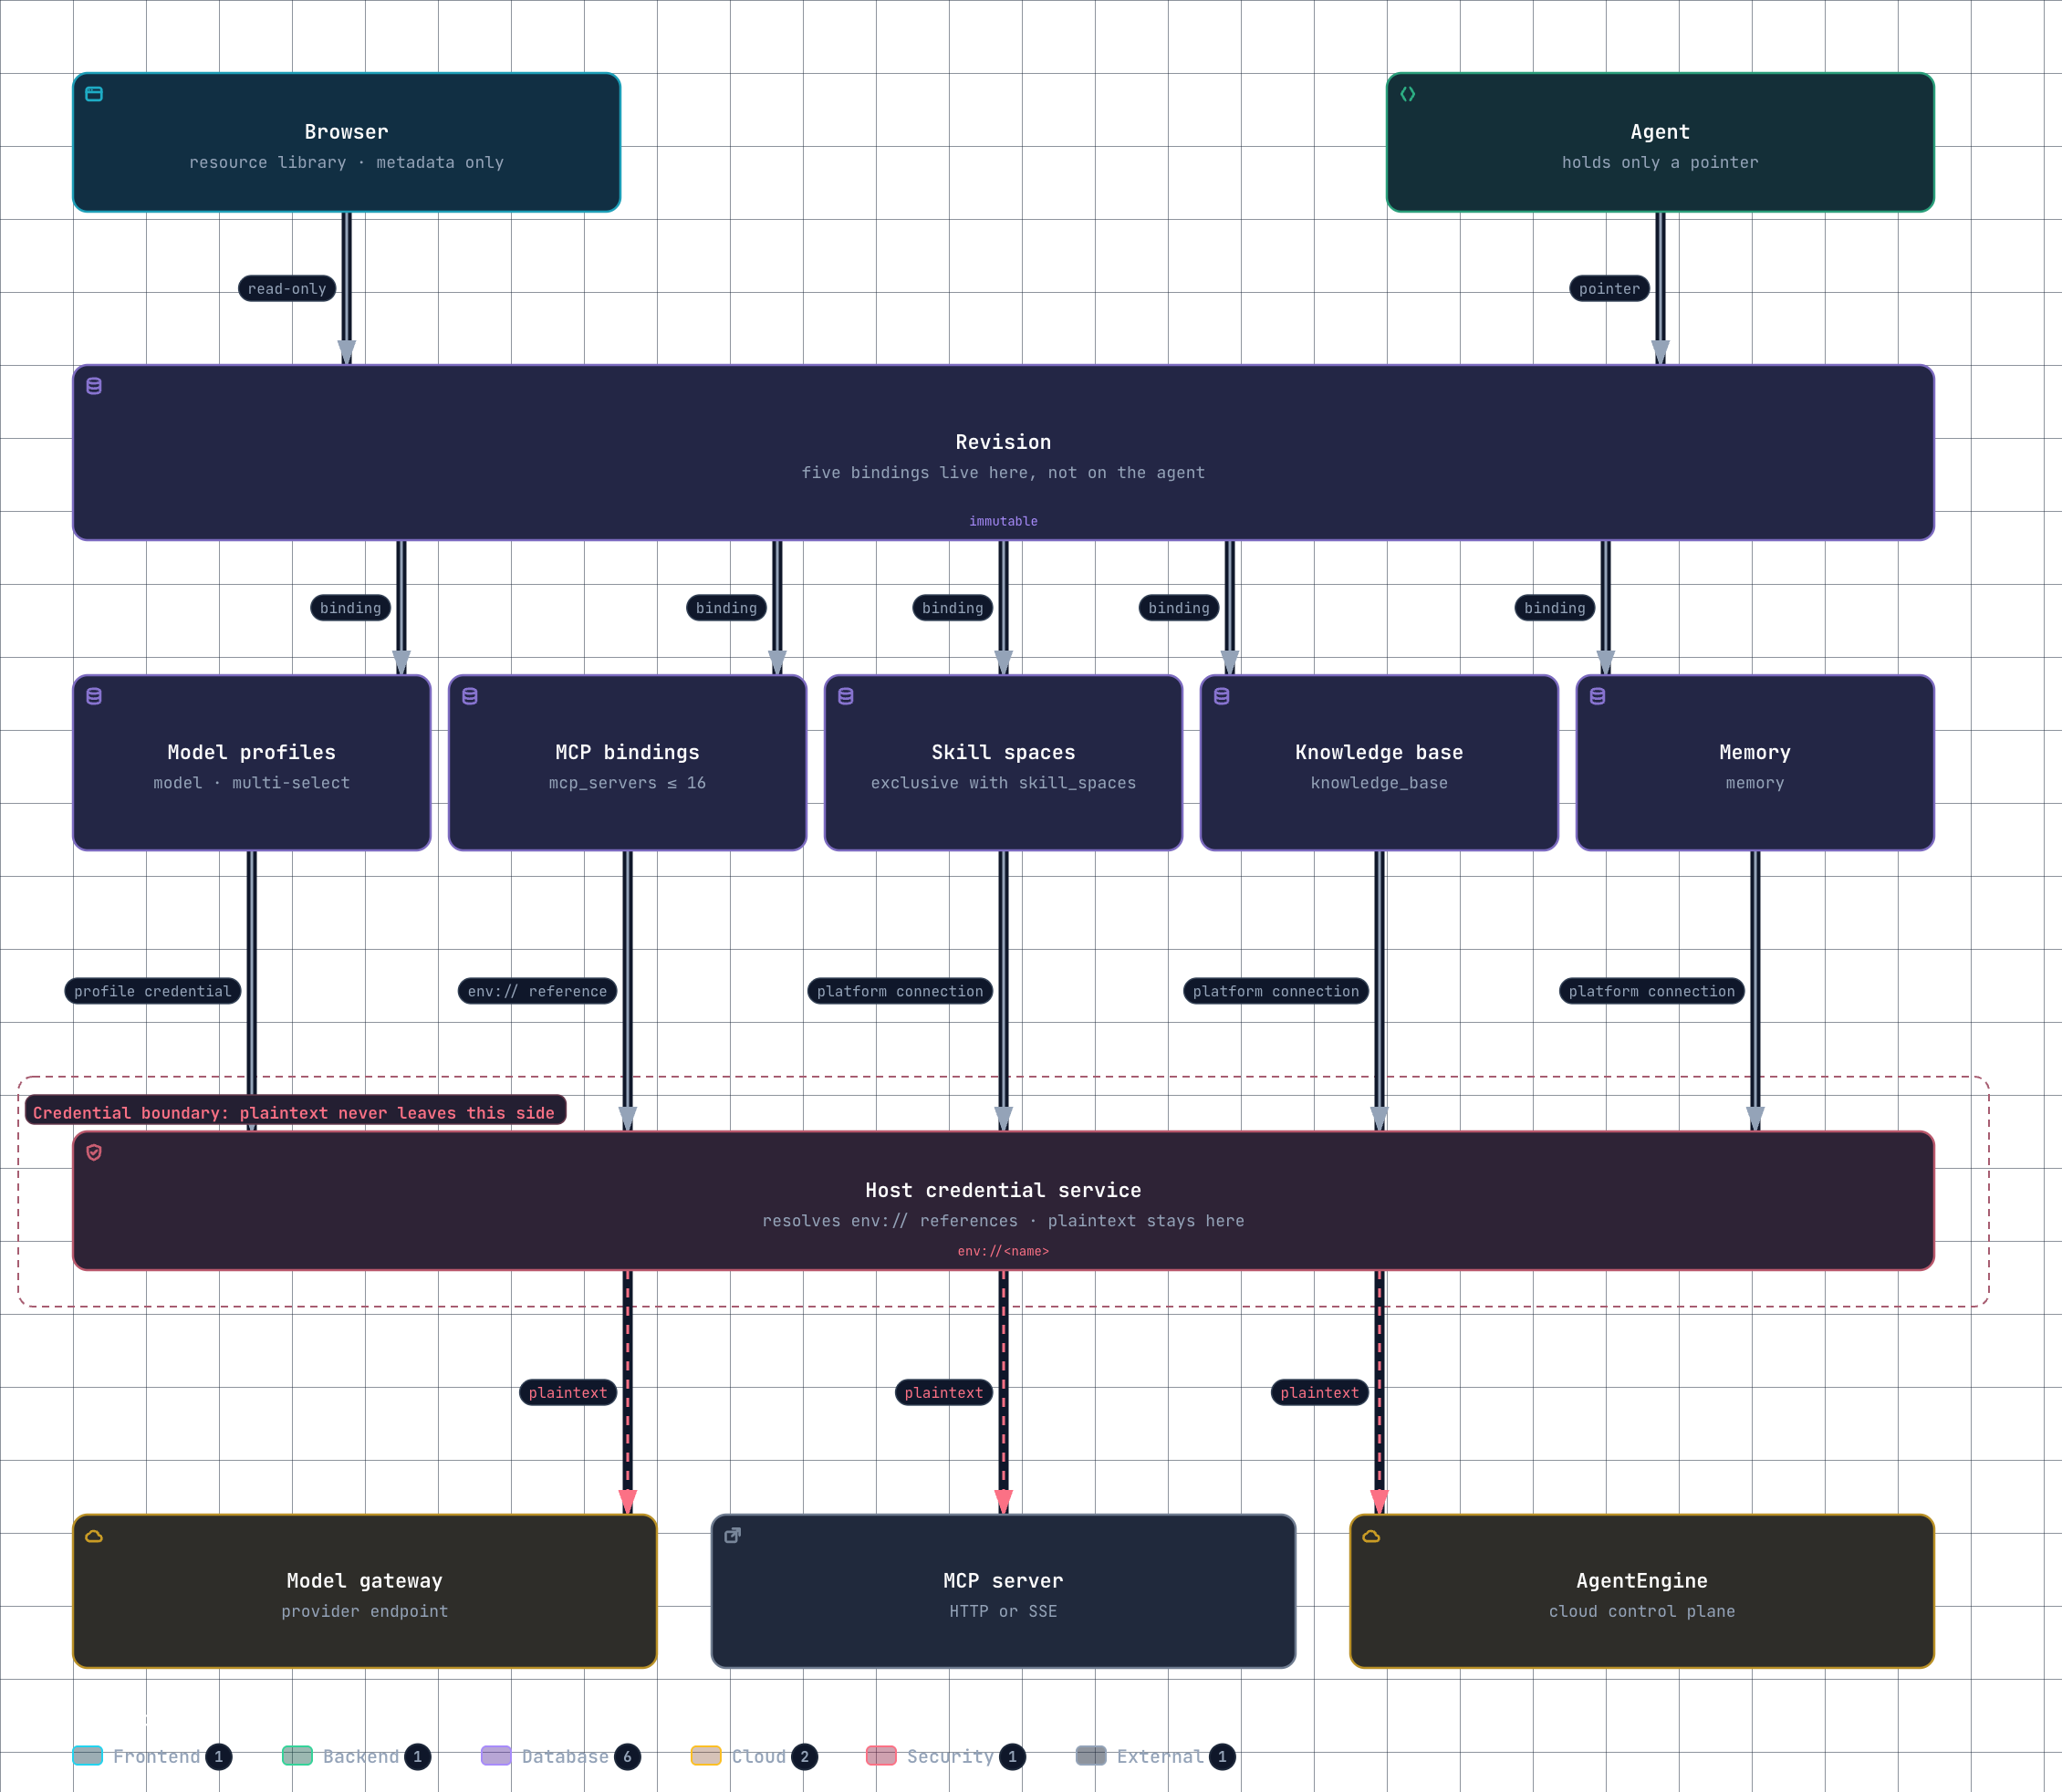 Browser
resource library · metadata only
Agent
holds only a pointer
read-only
pointer
Revision
five bindings live here, not on the agent
immutable
binding
binding
binding
binding
binding
Model profiles
model · multi-select
MCP bindings
mcp_servers ≤ 16
Skill spaces
exclusive with skill_spaces
Knowledge base
knowledge_base
Memory
memory
profile credential
env:// reference
platform connection
platform connection
platform connection
Credential boundary: plaintext never leaves this side
Host credential service
resolves env:// references · plaintext stays here
env://<name>
plaintext
plaintext
plaintext
Model gateway
provider endpoint
MCP server
HTTP or SSE
AgentEngine
cloud control plane
Frontend 1
Backend 1
Database 6
Cloud 2
Security 1
External 1